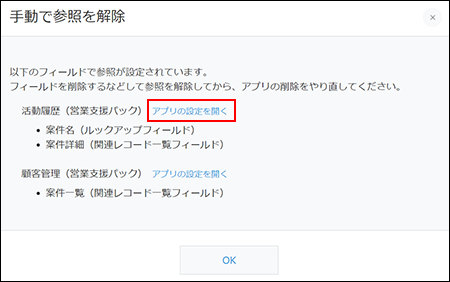 手動で参照を解除
×
以下のフィールドで参照が設定されています。
フィールドを削除するなどして参照を解除してから、アプリの削除をやり直してください。
活動履歴（営業支援パック） アプリの設定を開く
• 案件名（ルックアップフィールド）
• 案件詳細（関連レコード一覧フィールド）
顧客管理（営業支援パック） アプリの設定を開く
• 案件一覧（関連レコード一覧フィールド）
OK